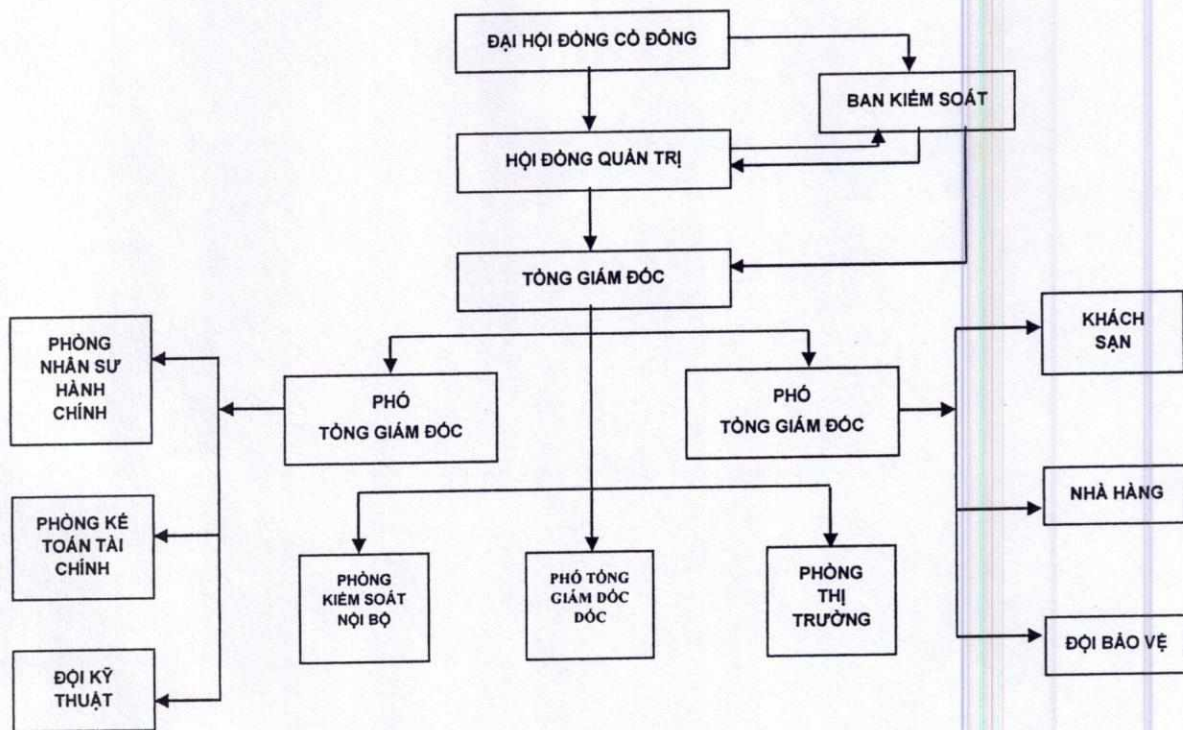 ĐẠI HỘI ĐỒNG CỔ ĐÔNG
BAN KIỂM SOÁT
HỘI ĐỒNG QUẢN TRỊ
TỔNG GIÁM ĐỐC
PHÒNG
NHÂN SỰ
HÀNH
CHÍNH
PHÓ
TỔNG GIÁM ĐỐC
PHÓ
TỔNG GIÁM ĐỐC
KHÁCH
SẠN
PHÒNG KẾ
TOÁN TÀI
CHÍNH
NHÀ HÀNG
PHÒNG
KIỂM SOÁT
NỘI BỘ
PHÓ TỔNG
GIÁM ĐỐC
ĐỐC
PHÒNG
THỊ
TRƯỜNG
ĐỘI KỸ
THUẬT
ĐỘI BẢO VỆ